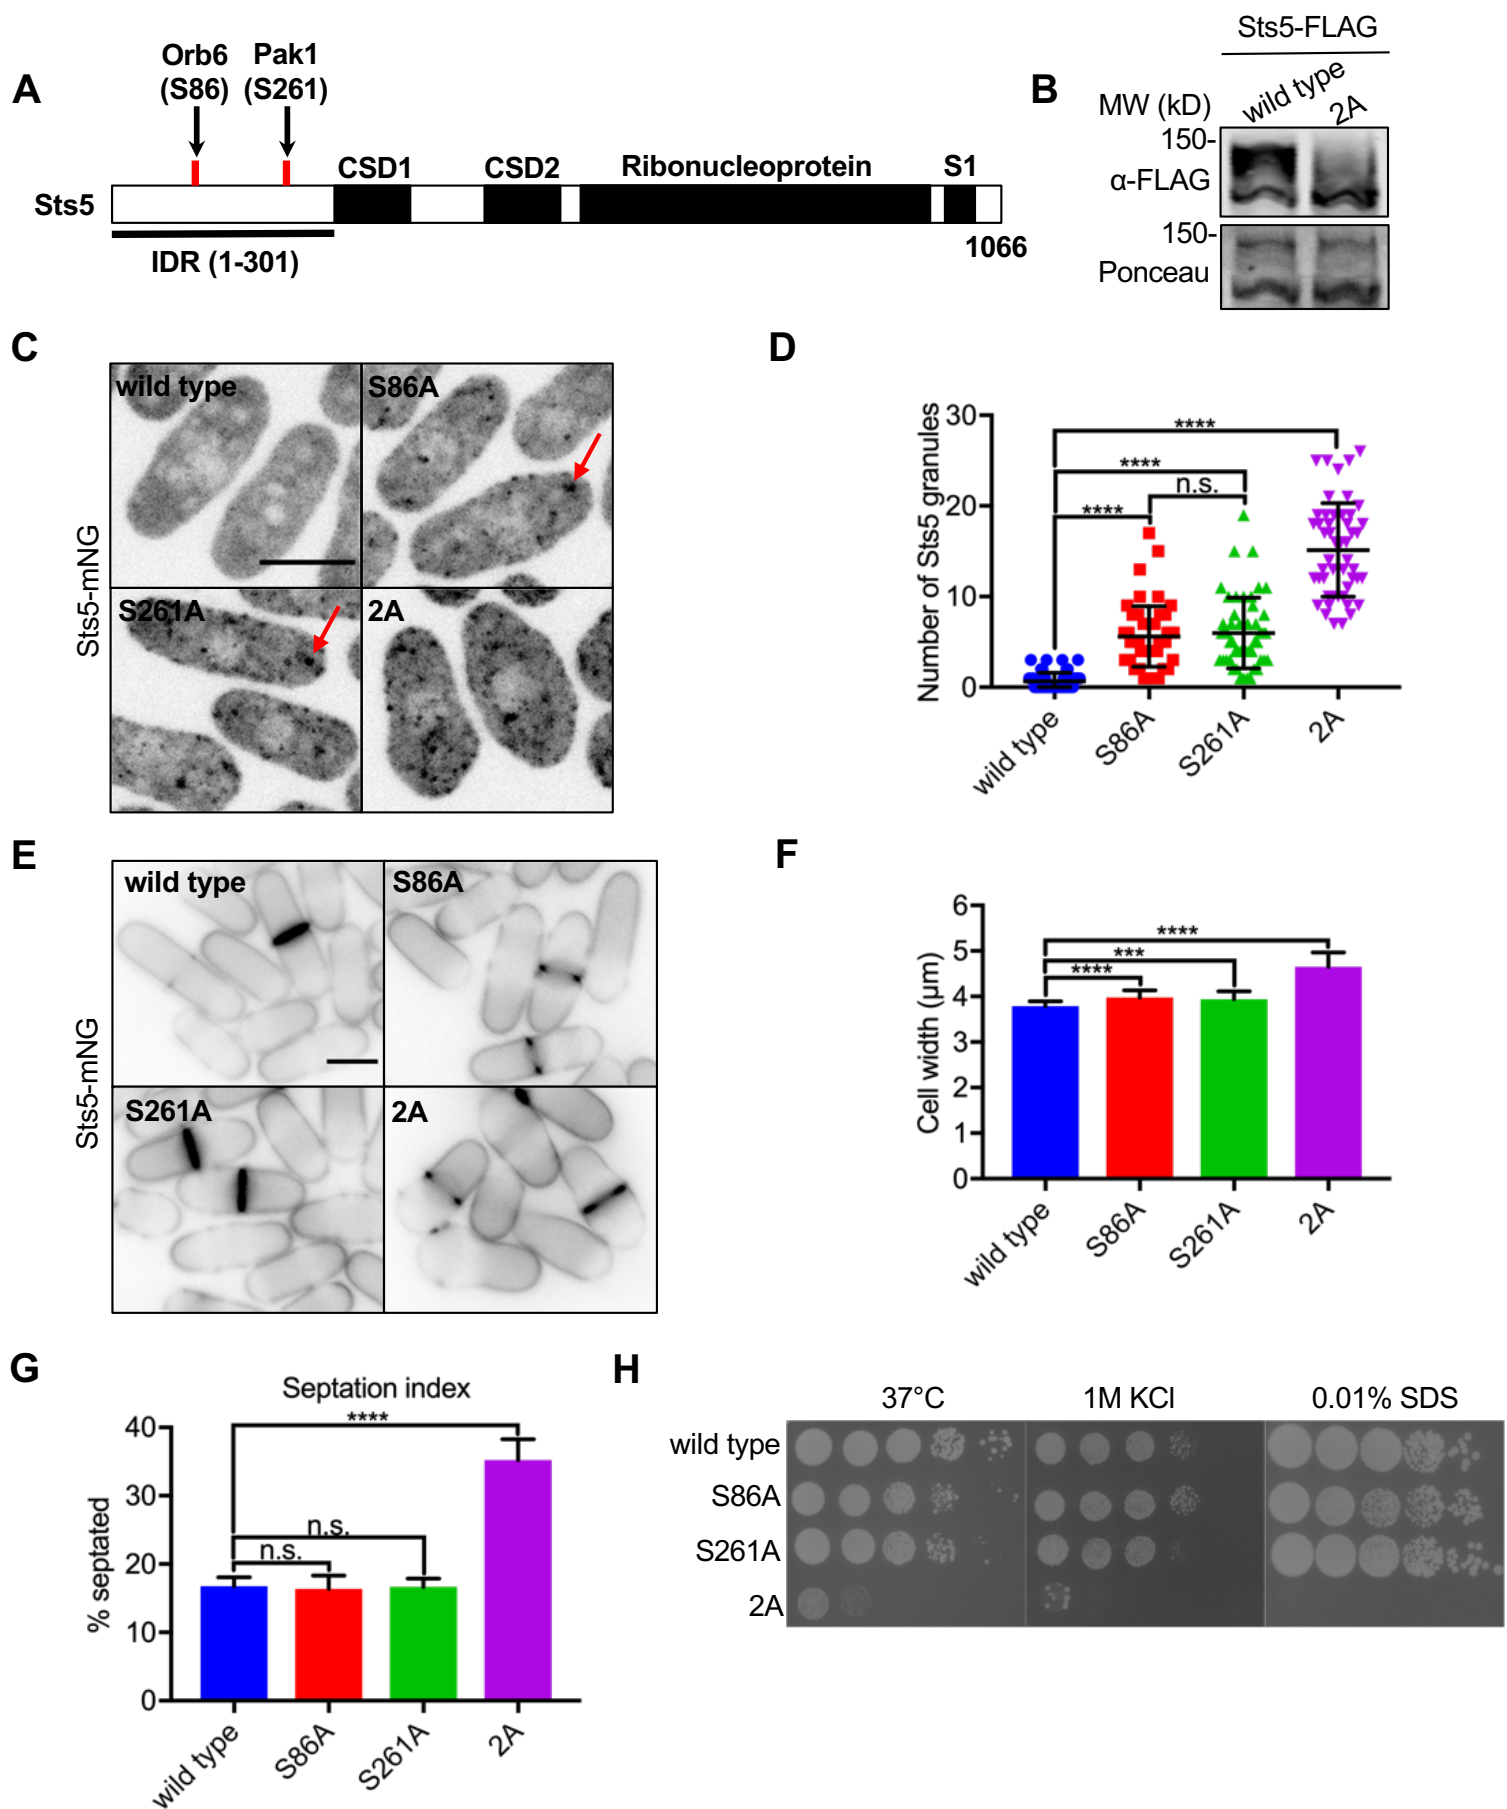 A
Orb6
(S86)
Pak1
(S261)
CSD1
CSD2
Ribonucleoprotein
S1
Sts5
1066
IDR (1-301)
B
Sts5-FLAG
MW (kD)
wild type
2A
150-
α-FLAG
150-
Ponceau
C
Sts5-mNG
wild type
S86A
S261A
2A
D
Number of Sts5 granules
30
20
10
0
****
****
n.s.
****
wild type
S86A
S261A
2A
E
Sts5-mNG
wild type
S86A
S261A
2A
F
Cell width (µm)
6
5
4
3
2
1
0
****
***
****
wild type
S86A
S261A
2A
G
Septation index
% septated
40
30
20
10
0
****
n.s.
n.s.
wild type
S86A
S261A
2A
H
37°C
1M KCl
0.01% SDS
wild type
S86A
S261A
2A